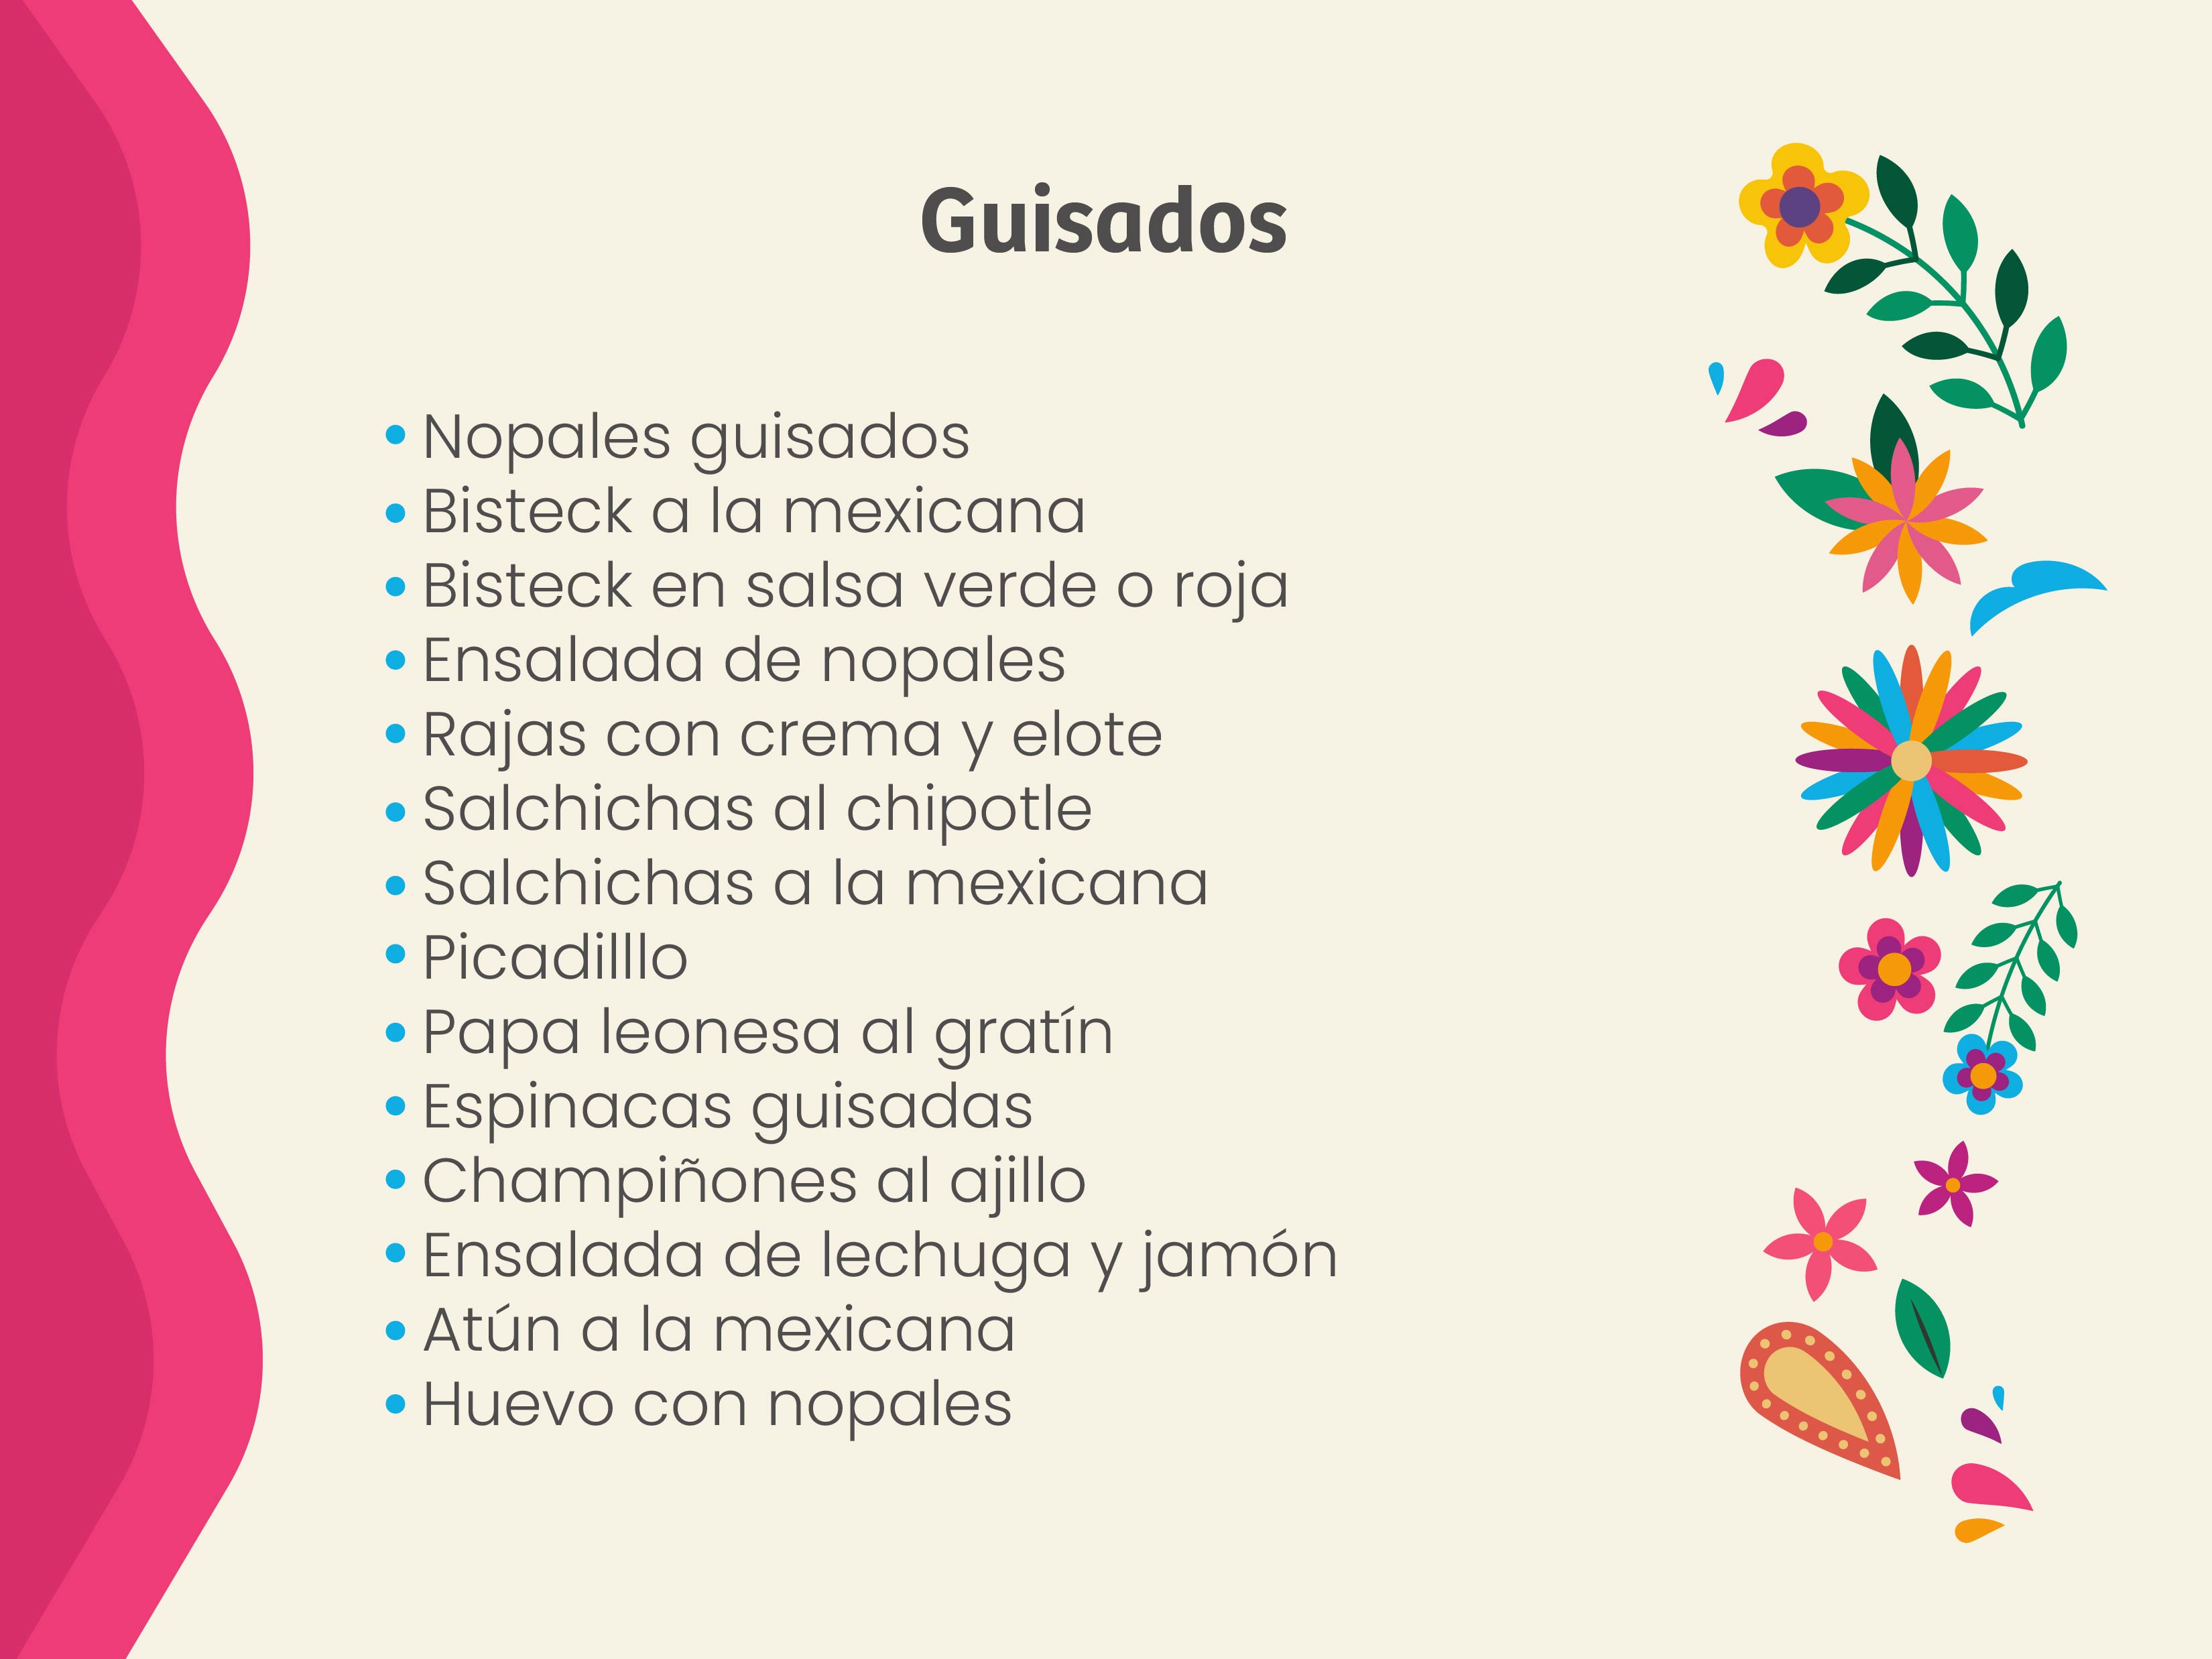 Guisados
• Nopales guisados
• Bisteck a la mexicana
• Bisteck en salsa verde o roja
• Ensalada de nopales
• Rajas con crema y elote
• Salchichas al chipotle
• Salchichas a la mexicana
• Picadilllo
• Papa leonesa al gratín
• Espinacas guisadas
• Champiñones al ajillo
• Ensalada de lechuga y jamón
• Atún a la mexicana
• Huevo con nopales